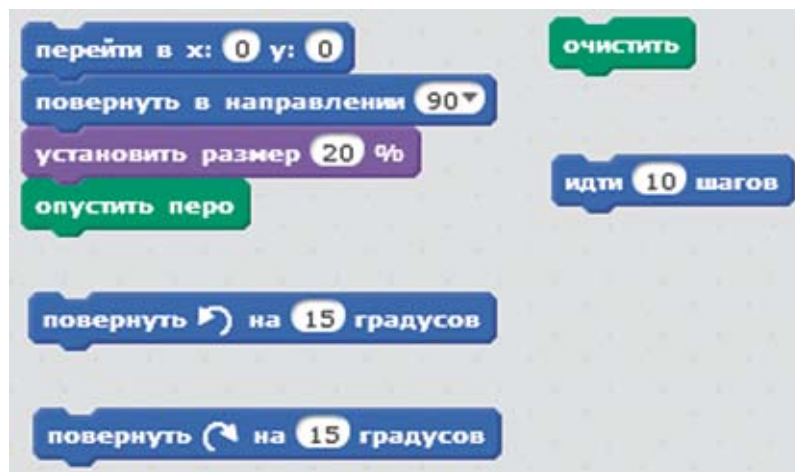 перейти в x: 0 y: 0
повернуть в направлении 90
установить размер 20 %
опустить перо
очистить
идти 10 шагов
повернуть на 15 градусов
повернуть на 15 градусов